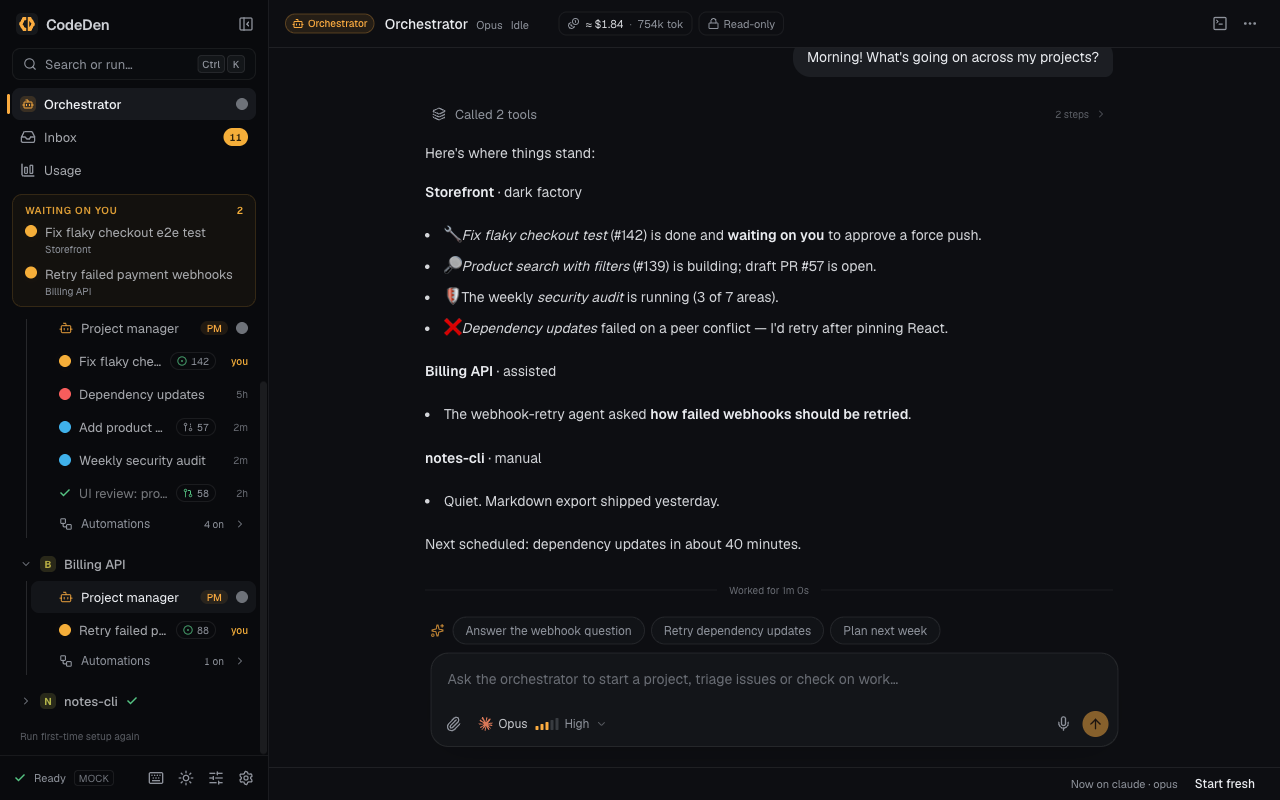 CodeDen
Search or run… Ctrl K
Orchestrator
Inbox 11
Usage
WAITING ON YOU 2
Fix flaky checkout e2e test
Storefront
Retry failed payment webhooks
Billing API
Project manager PM
Fix flaky che… 142 you
Dependency updates 5h
Add product … 57 2m
Weekly security audit 2m
UI review: pro… 58 2h
Automations 4 on
B Billing API
Project manager PM
Retry failed p… 88 you
Automations 1 on
N notes-cli
Run first-time setup again
Ready MOCK
Orchestrator Orchestrator Opus Idle ≈ $1.84 · 754k tok Read-only
Morning! What's going on across my projects?
Called 2 tools 2 steps
Here's where things stand:
Storefront · dark factory
• Fix flaky checkout test (#142) is done and waiting on you to approve a force push.
• Product search with filters (#139) is building; draft PR #57 is open.
• The weekly security audit is running (3 of 7 areas).
• Dependency updates failed on a peer conflict — I'd retry after pinning React.
Billing API · assisted
• The webhook-retry agent asked how failed webhooks should be retried.
notes-cli · manual
• Quiet. Markdown export shipped yesterday.
Next scheduled: dependency updates in about 40 minutes.
Worked for 1m 0s
Answer the webhook question Retry dependency updates Plan next week
Ask the orchestrator to start a project, triage issues or check on work…
Opus High
Now on claude · opus Start fresh